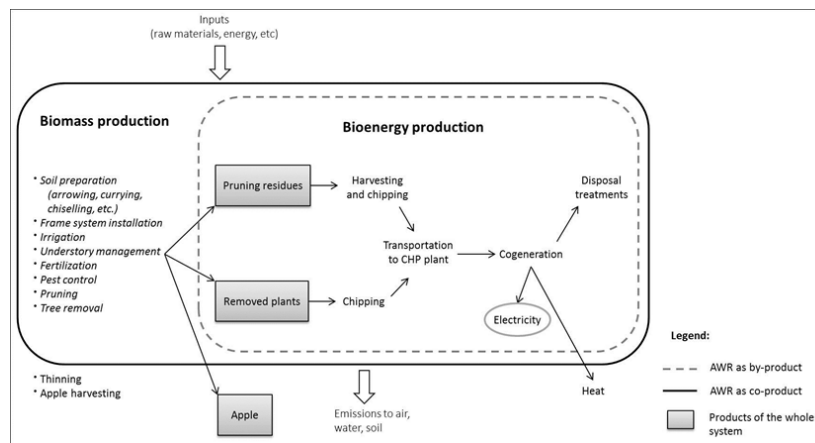 Inputs
(raw materials, energy, etc)
Biomass production
Bioenergy production
• Soil preparation
(arrowing, currying,
chiselling, etc.)
• Frame system installation
• Irrigation
• Understory management
• Fertilization
• Pest control
• Pruning
• Tree removal
Pruning residues
Harvesting
and chipping
Disposal
treatments
Transportation
to CHP plant
Cogeneration
Removed plants
Chipping
Electricity
• Thinning
• Apple harvesting
Apple
Emissions to air,
water, soil
Heat
Legend:
AWR as by-product
AWR as co-product
Products of the whole
system